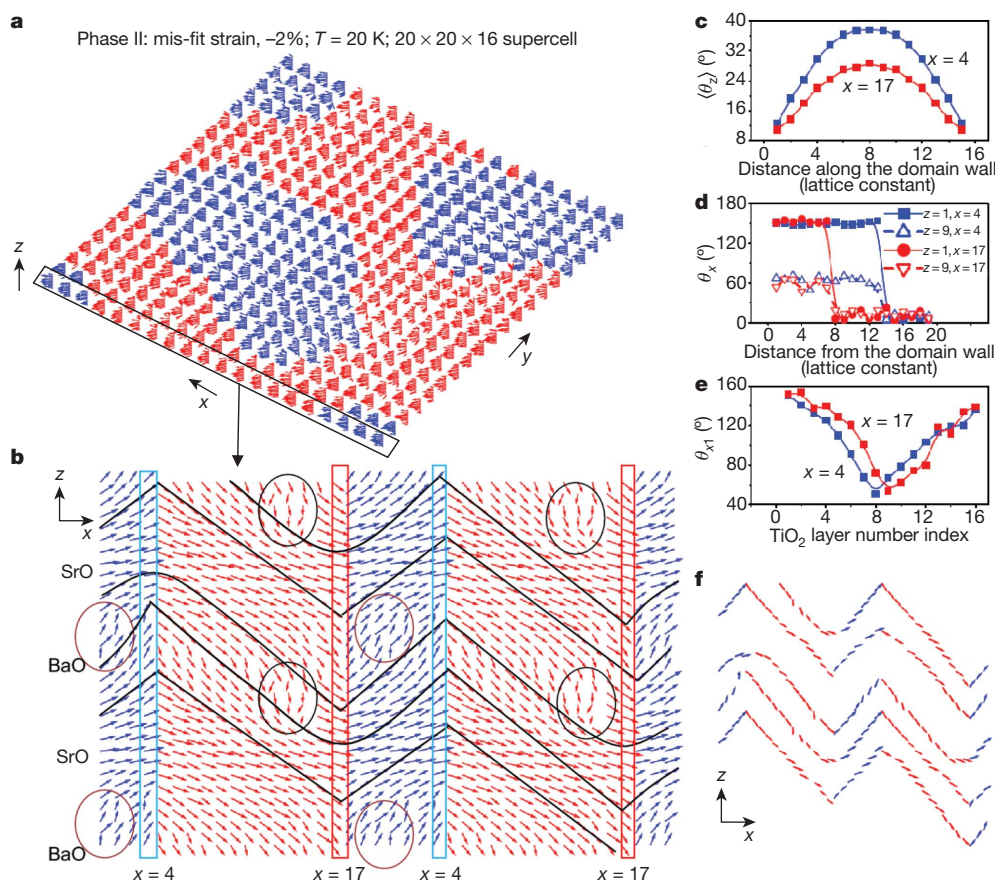 a
Phase II: mis-fit strain, –2%; T = 20 K; 20 × 20 × 16 supercell
z
x
y
b
z
x
SrO
BaO
SrO
BaO
x = 4
x = 17
x = 4
x = 17
c
⟨θz⟩ (°)
40
32
24
16
8
x = 4
x = 17
0
4
8
12
16
Distance along the domain wall
(lattice constant)
d
θx (°)
150
120
60
0
z = 1, x = 4
z = 9, x = 4
z = 1, x = 17
z = 9, x = 17
0
4
8
12
16
20
24
Distance from the domain wall
(lattice constant)
e
θx1 (°)
160
120
80
40
x = 17
x = 4
0
4
8
12
16
TiO2 layer number index
f
z
x